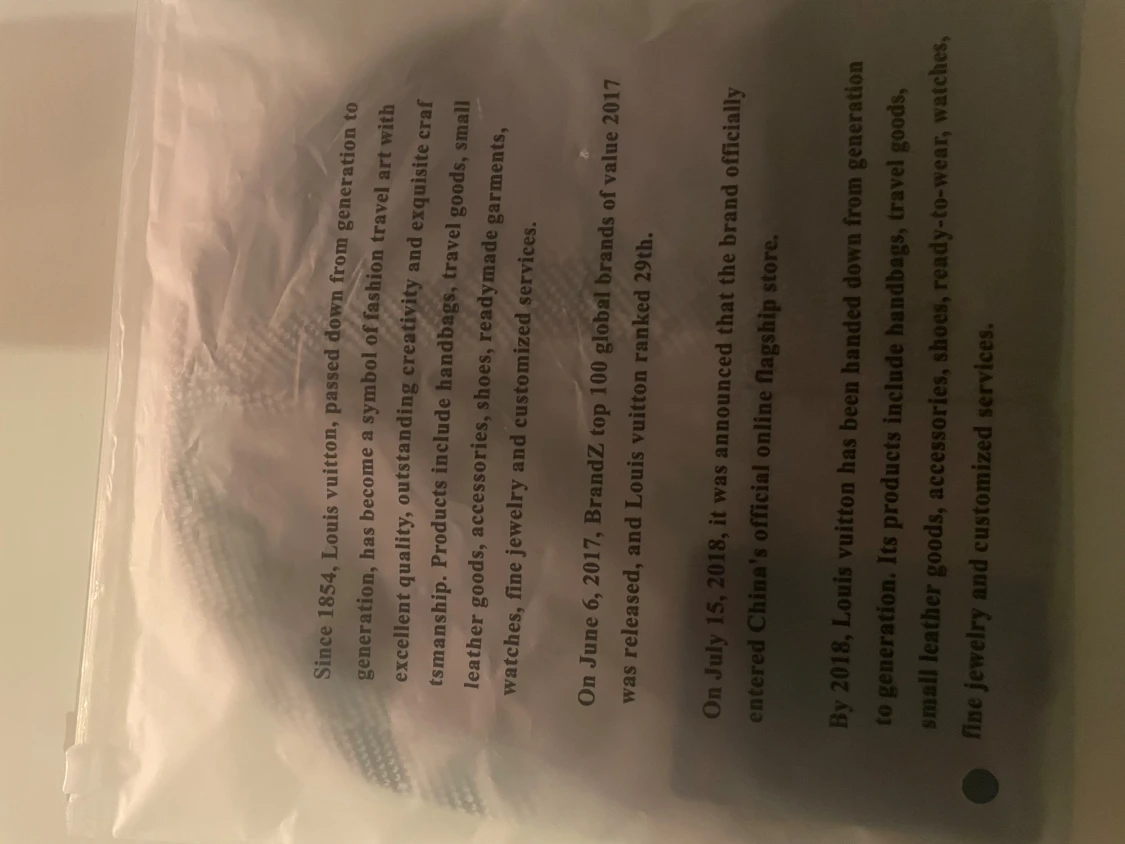 Since 1854, Louis vuitton, passed down from generation to
generation, has become a symbol of fashion travel art with
excellent quality, outstanding creativity and exquisite craf
tsmanship. Products include handbags, travel goods, small
leather goods, accessories, shoes, readymade garments,
watches, fine jewelry and customized services.
On June 6, 2017, BrandZ top 100 global brands of value 2017
was released, and Louis vuitton ranked 29th.
On July 15, 2018, it was announced that the brand officially
entered China's official online flagship store.
By 2018, Louis vuitton has been handed down from generation
to generation. Its products include handbags, travel goods,
small leather goods, accessories, shoes, ready-to-wear, watches,
fine jewelry and customized services.